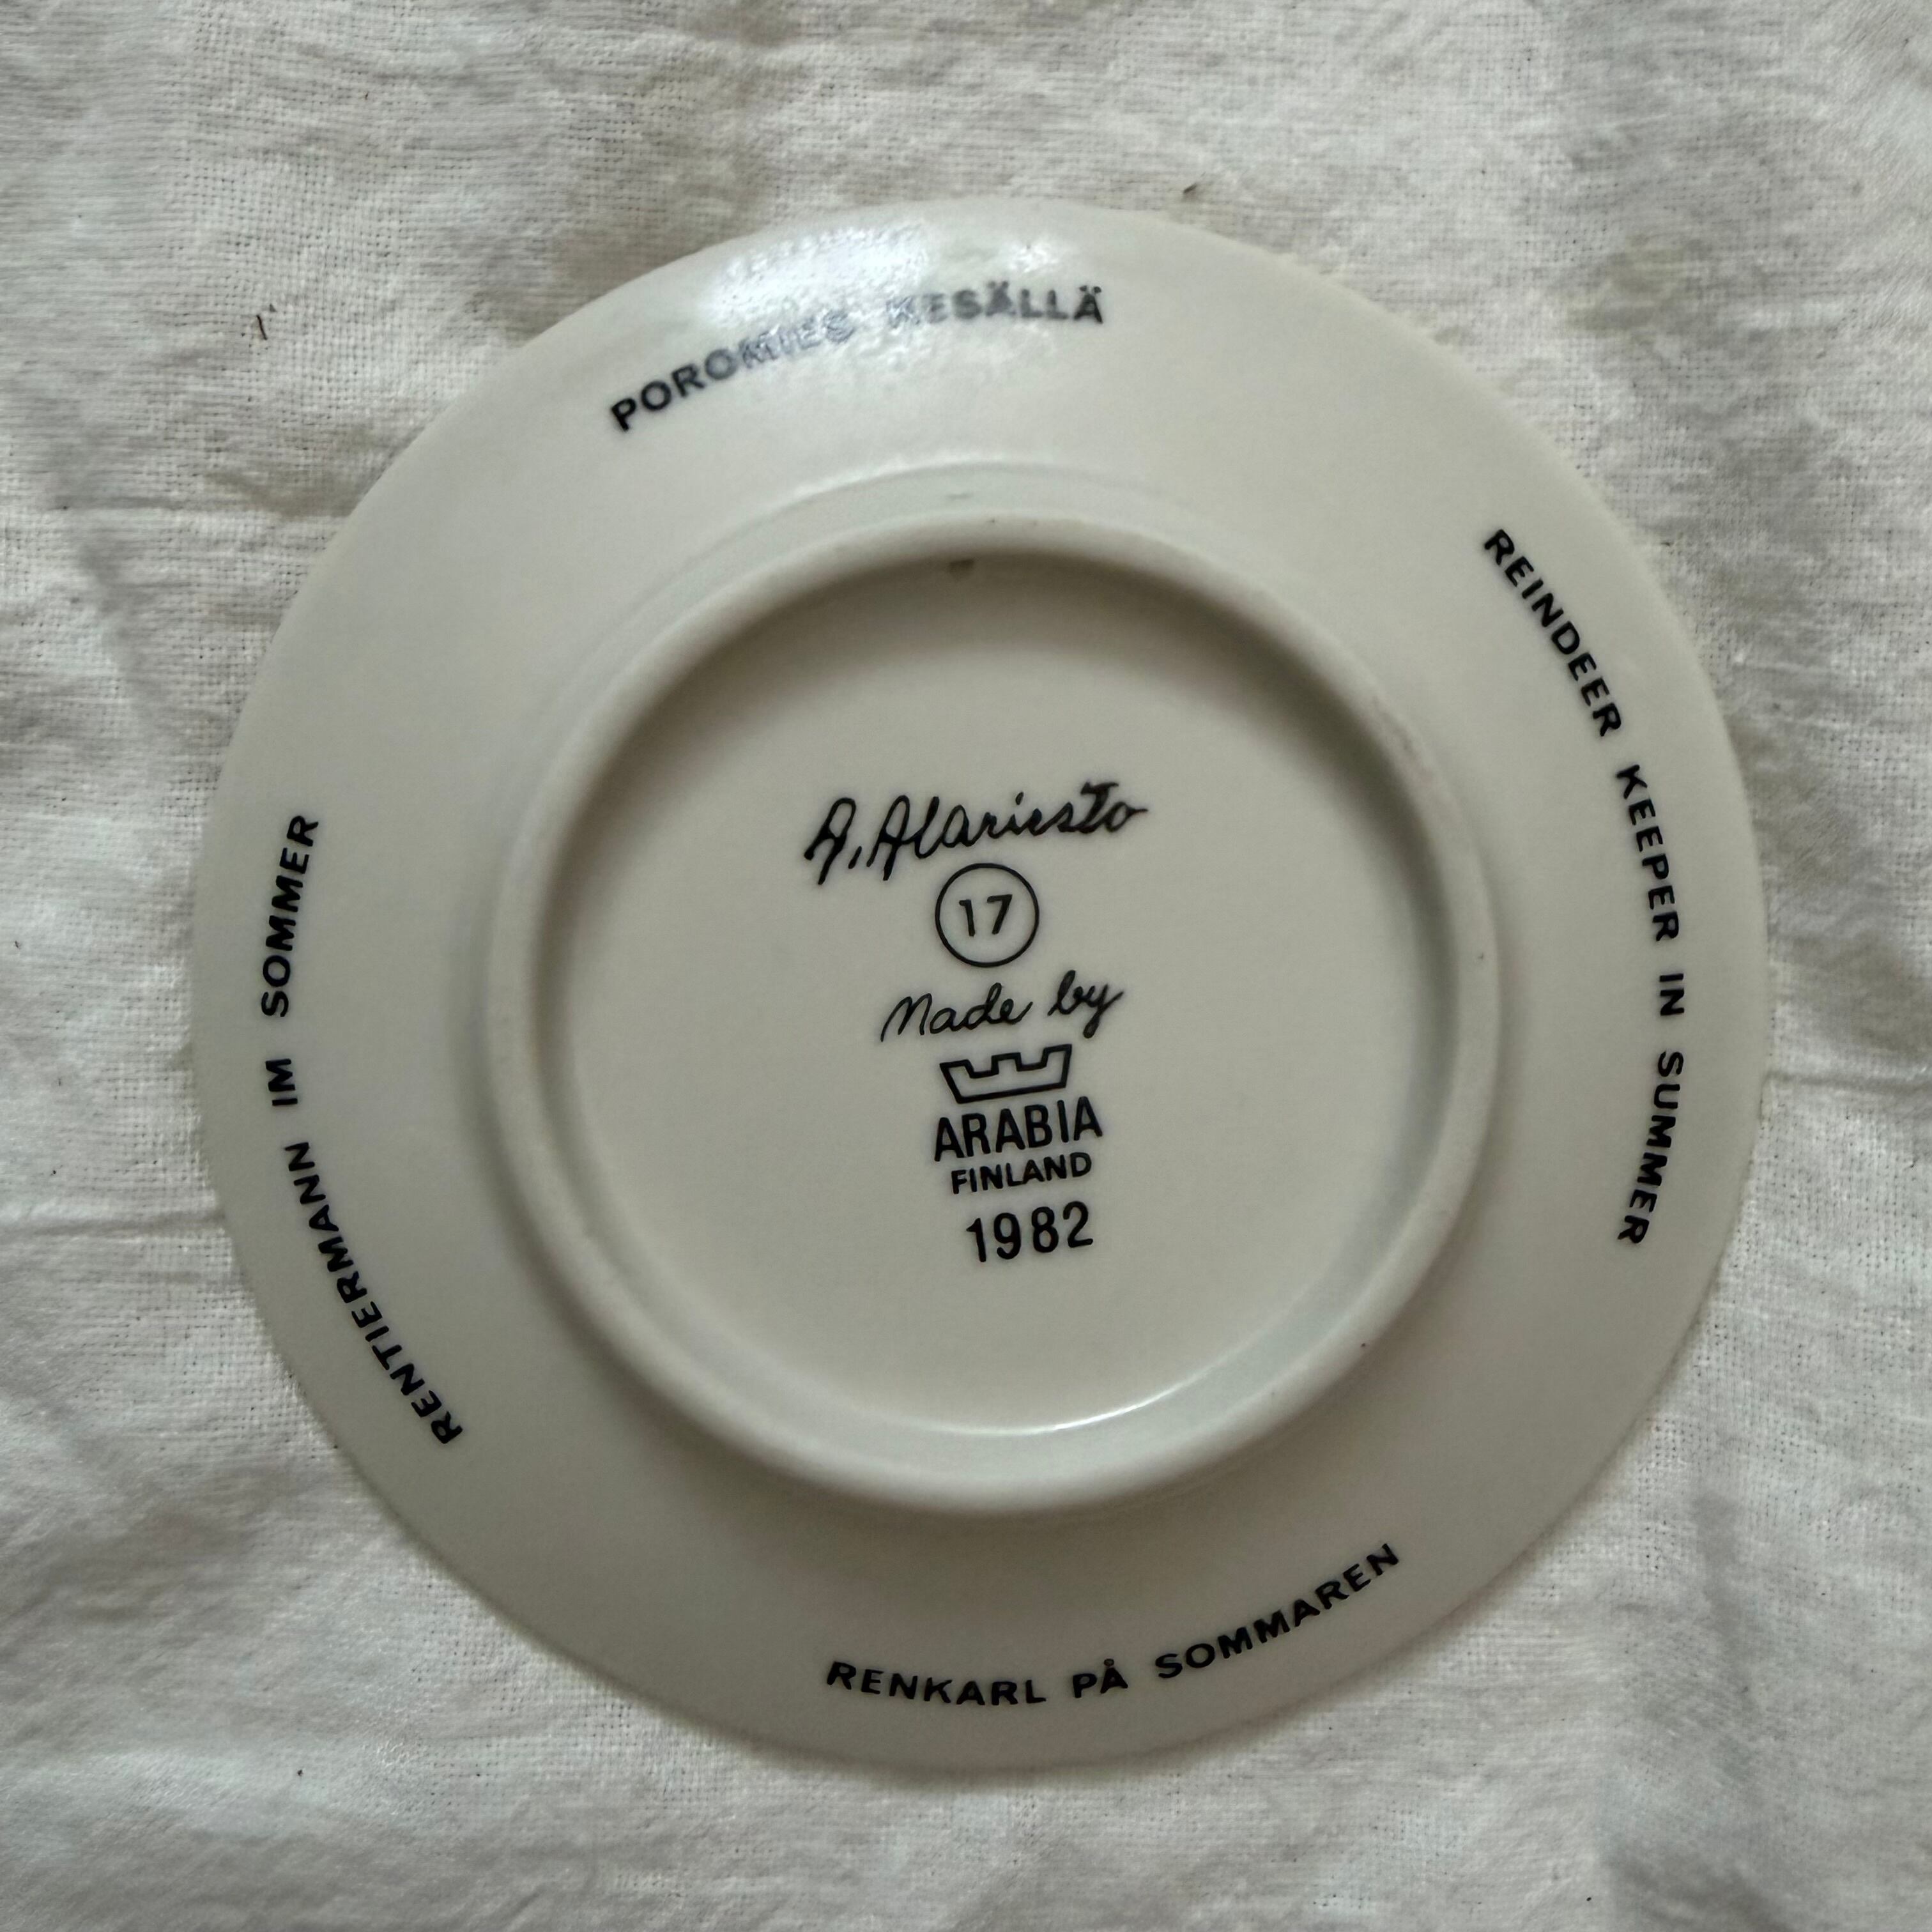 POROMIES KESÄLLÄ
REINDEER KEEPER IN SUMMER
RENKARL PÅ SOMMAREN
RENTIERMANN IM SOMMER
A. Alariesto
17
Made by
ARABIA
FINLAND
1982